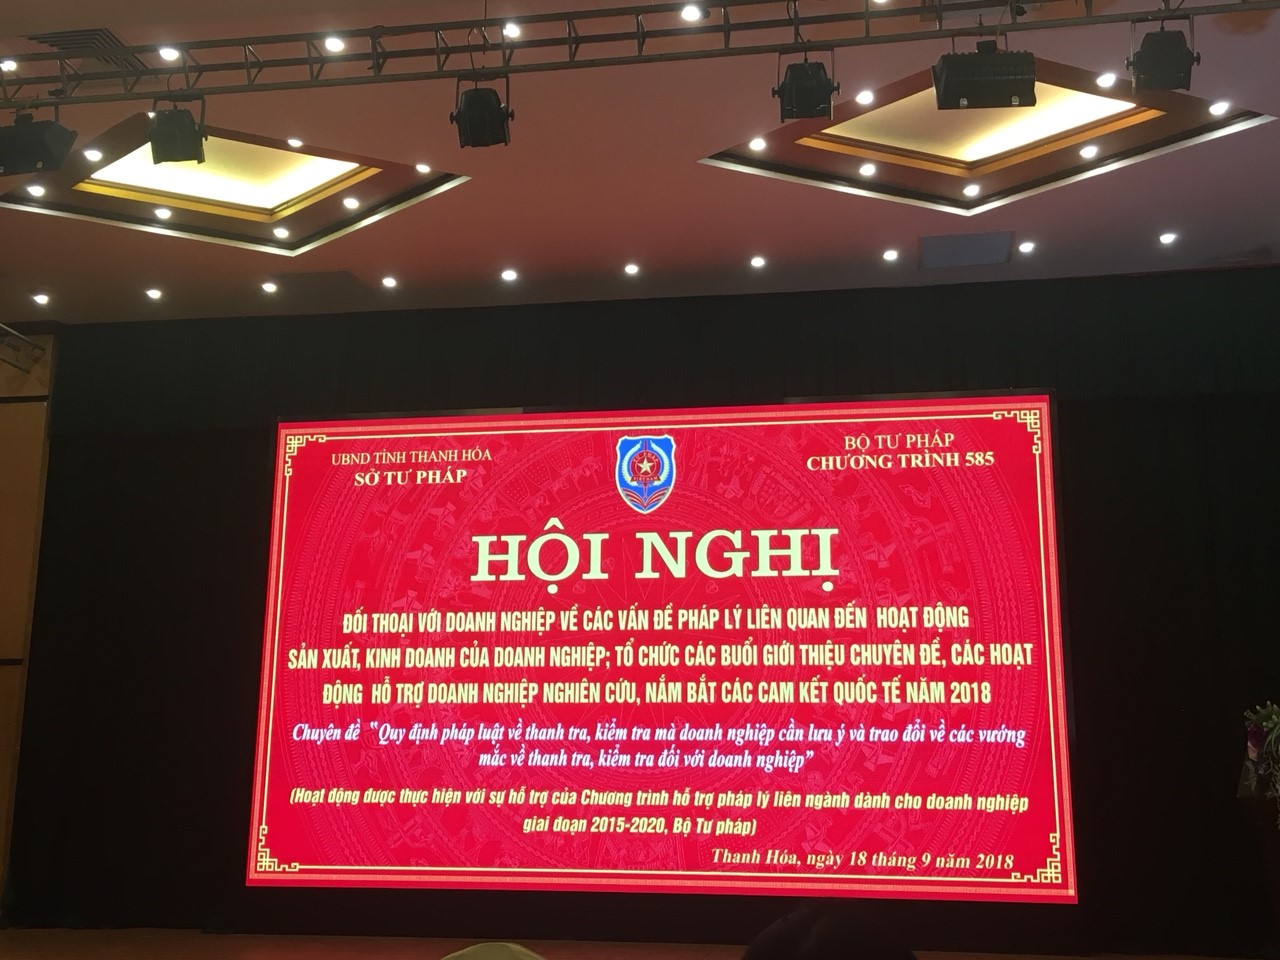 UBND TỈNH THANH HÓA
SỞ TƯ PHÁP
BỘ TƯ PHÁP
CHƯƠNG TRÌNH 585
TƯ PHÁP
VIỆT NAM
HỘI NGHỊ
ĐỐI THOẠI VỚI DOANH NGHIỆP VỀ CÁC VẤN ĐỀ PHÁP LÝ LIÊN QUAN ĐẾN HOẠT ĐỘNG
SẢN XUẤT, KINH DOANH CỦA DOANH NGHIỆP; TỔ CHỨC CÁC BUỔI GIỚI THIỆU CHUYÊN ĐỀ, CÁC HOẠT
ĐỘNG HỖ TRỢ DOANH NGHIỆP NGHIÊN CỨU, NẮM BẮT CÁC CAM KẾT QUỐC TẾ NĂM 2018
Chuyên đề "Quy định pháp luật về thanh tra, kiểm tra mà doanh nghiệp cần lưu ý và trao đổi về các vướng
mắc về thanh tra, kiểm tra đối với doanh nghiệp"
(Hoạt động được thực hiện với sự hỗ trợ của Chương trình hỗ trợ pháp lý liên ngành dành cho doanh nghiệp
giai đoạn 2015-2020, Bộ Tư pháp)
Thanh Hóa, ngày 18 tháng 9 năm 2018